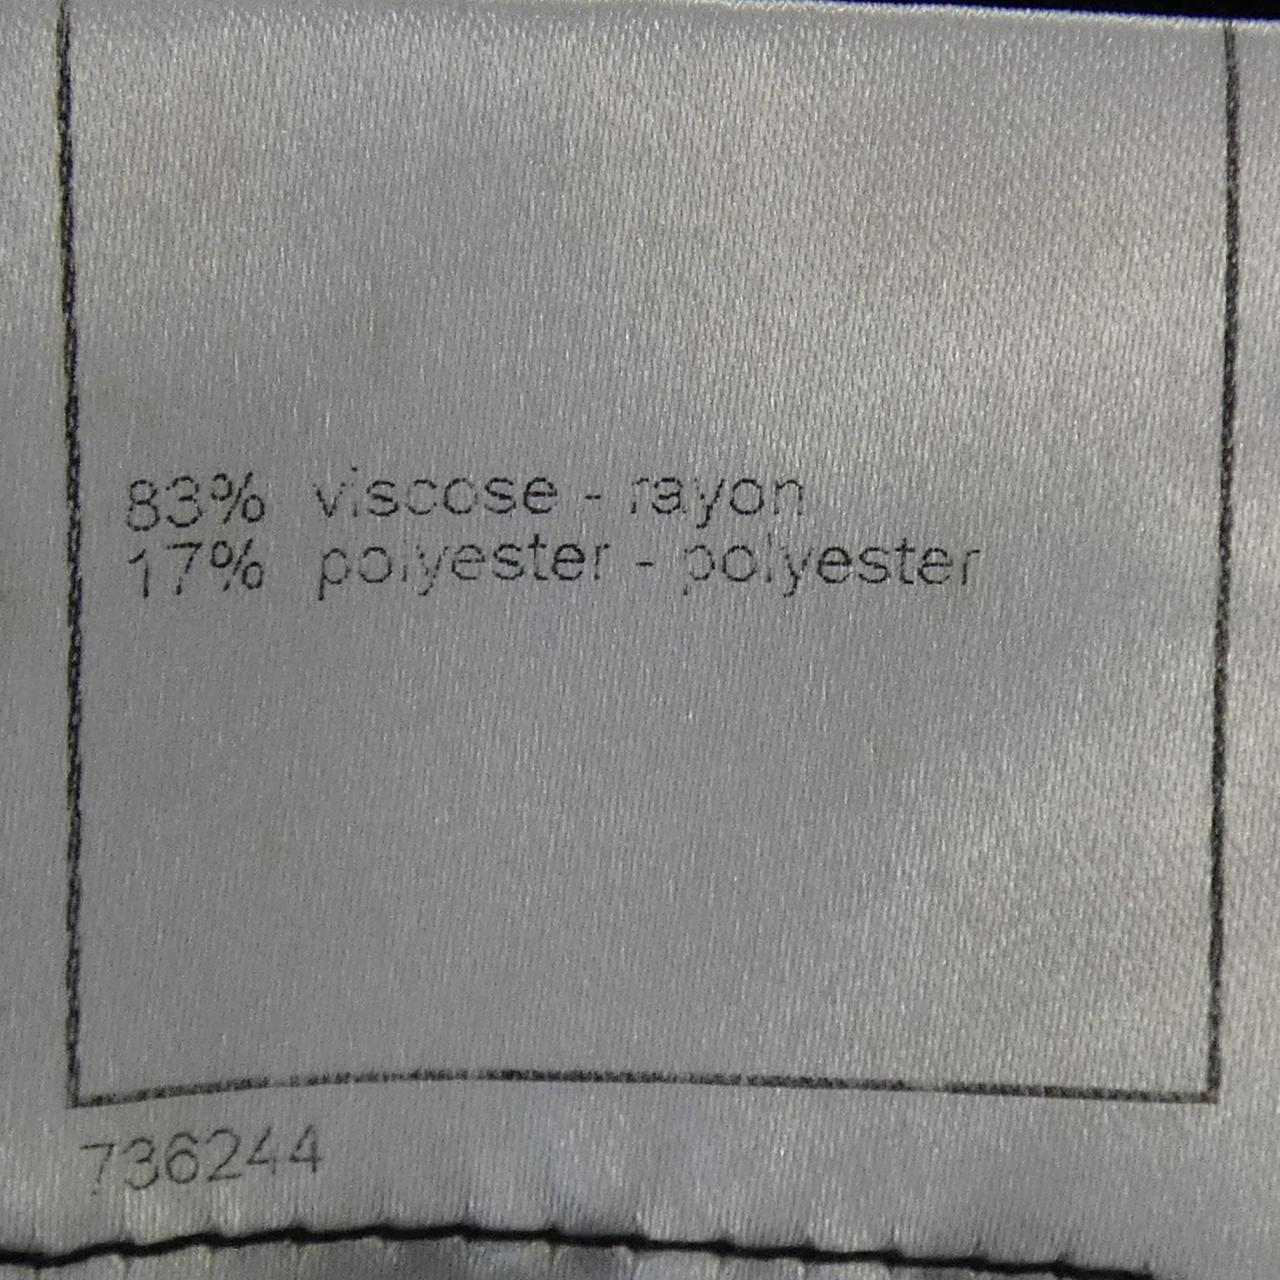 83% viscose - rayon
17% polyester - polyester
736244